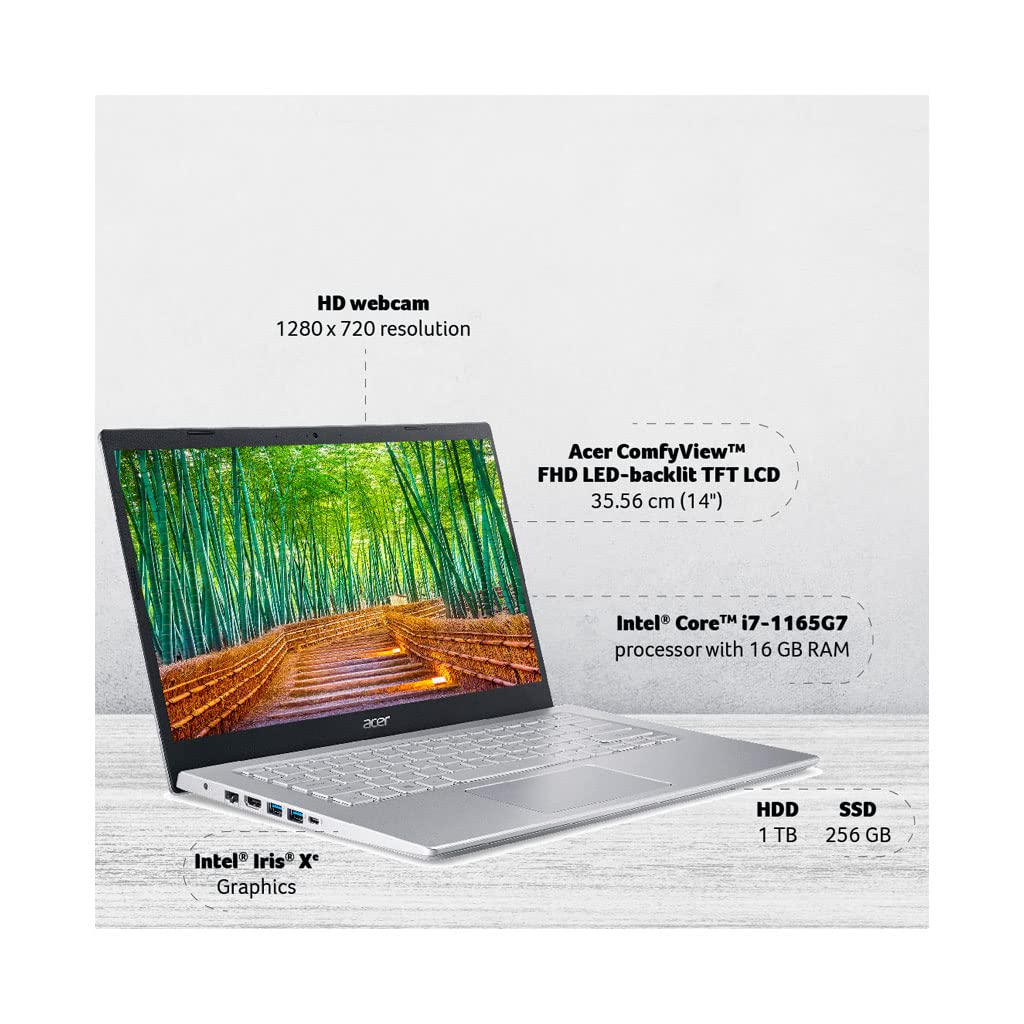 HD webcam
1280 x 720 resolution
Acer ComfyView™
FHD LED-backlit TFT LCD
35.56 cm (14")
Intel® Core™ i7-1165G7
processor with 16 GB RAM
acer
HDD SSD
1 TB 256 GB
Intel® Iris® Xᵉ
Graphics